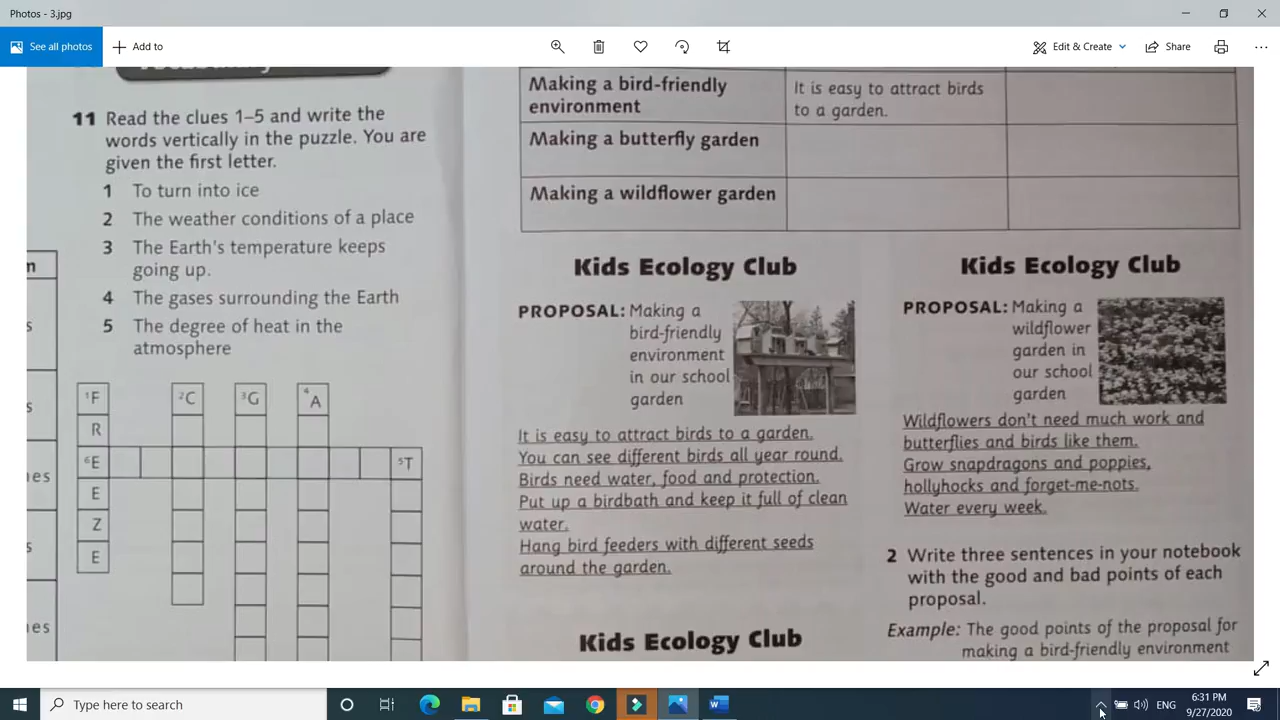 Photos - 3.jpg
See all photos
Add to
Edit & Create
Share
11 Read the clues 1–5 and write the
words vertically in the puzzle. You are
given the first letter.
1 To turn into ice
2 The weather conditions of a place
3 The Earth's temperature keeps
going up.
4 The gases surrounding the Earth
5 The degree of heat in the
atmosphere
1F
2C
3G
4A
R
6E
5T
E
Z
E
m
s
s
es
s
es
Making a bird-friendly
environment
It is easy to attract birds
to a garden.
Making a butterfly garden
Making a wildflower garden
Kids Ecology Club
PROPOSAL: Making a
bird-friendly
environment
in our school
garden
It is easy to attract birds to a garden.
You can see different birds all year round.
Birds need water, food and protection.
Put up a birdbath and keep it full of clean
water.
Hang bird feeders with different seeds
around the garden.
Kids Ecology Club
Kids Ecology Club
PROPOSAL: Making a
wildflower
garden in
our school
garden
Wildflowers don't need much work and
butterflies and birds like them.
Grow snapdragons and poppies,
hollyhocks and forget-me-nots.
Water every week.
2 Write three sentences in your notebook
with the good and bad points of each
proposal.
Example: The good points of the proposal for
making a bird-friendly environment
Type here to search
ENG
6:31 PM
9/27/2020